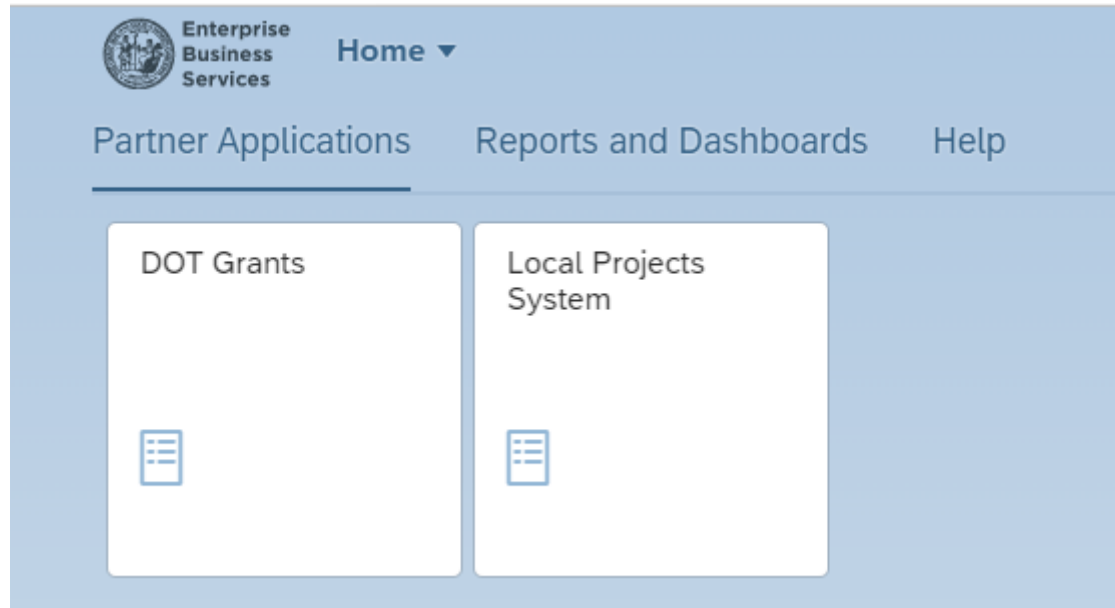 Enterprise
Business
Services
Home
Partner Applications
Reports and Dashboards
Help
DOT Grants
Local Projects
System